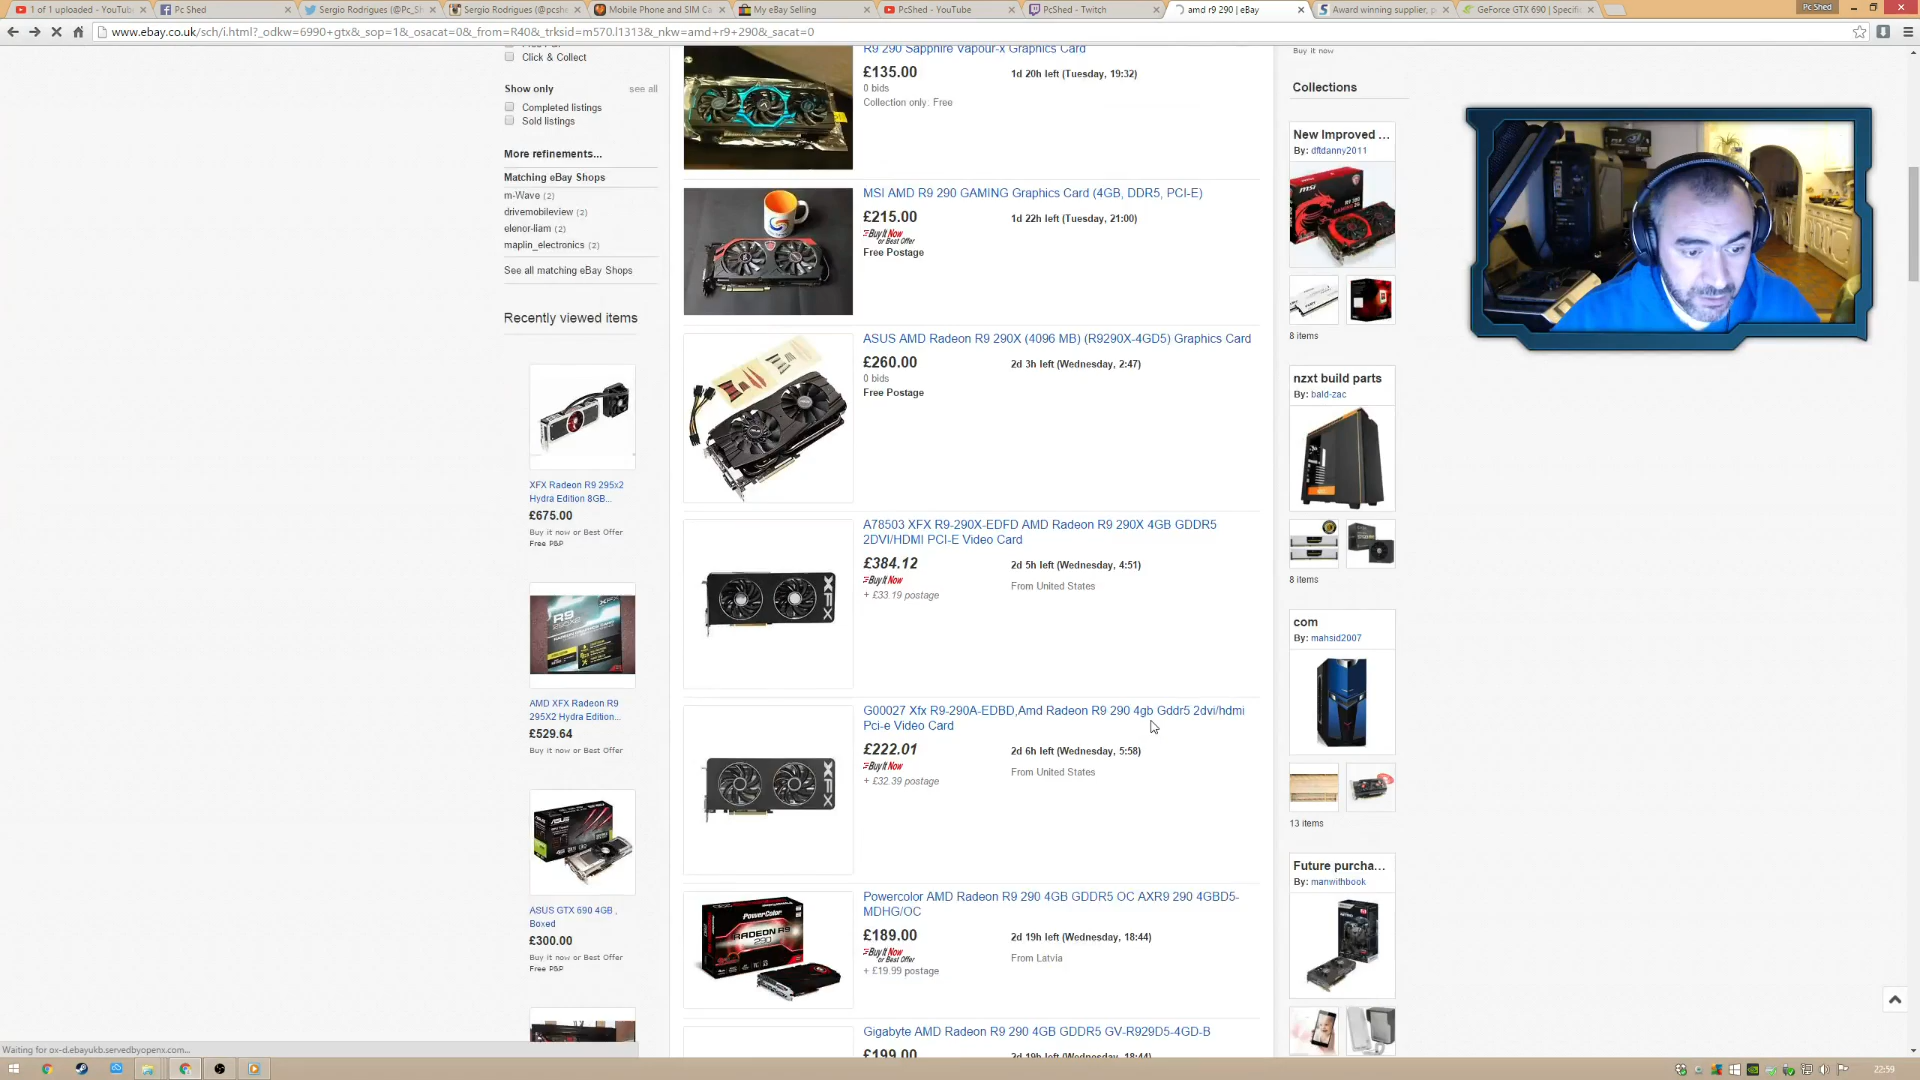 1 of 1 uploaded - YouTub
Pc Shed
Sergio Rodrigues (@Pc_Sh
Sergio Rodrigues (@pcshe
Mobile Phone and SIM Ca
My eBay Selling
PcShed - YouTube
PcShed - Twitch
amd r9 290 | eBay
Award winning supplier, p
GeForce GTX 690 | Specifi
Pc Shed
www.ebay.co.uk/sch/i.html?_odkw=6990+gtx&_sop=1&_osacat=0&_from=R40&_trksid=m570.l1313&_nkw=amd+r9+290&_sacat=0
Click & Collect
Show only
see all
Completed listings
Sold listings
More refinements...
Matching eBay Shops
m-Wave (2)
drivemobileview (2)
elenor-liam (2)
maplin_electronics (2)
See all matching eBay Shops
Recently viewed items
XFX Radeon R9 295x2
Hydra Edition 8GB...
£675.00
Buy it now or Best Offer
Free P&P
AMD XFX Radeon R9
295X2 Hydra Edition...
£529.64
Buy it now or Best Offer
ASUS GTX 690 4GB ,
Boxed
£300.00
Buy it now or Best Offer
Free P&P
R9 290 Sapphire Vapour-x Graphics Card
£135.00
1d 20h left (Tuesday, 19:32)
0 bids
Collection only: Free
MSI AMD R9 290 GAMING Graphics Card (4GB, DDR5, PCI-E)
£215.00
1d 22h left (Tuesday, 21:00)
Buy It Now
or Best Offer
Free Postage
ASUS AMD Radeon R9 290X (4096 MB) (R9290X-4GD5) Graphics Card
£260.00
2d 3h left (Wednesday, 2:47)
0 bids
Free Postage
A78503 XFX R9-290X-EDFD AMD Radeon R9 290X 4GB GDDR5
2DVI/HDMI PCI-E Video Card
£384.12
2d 5h left (Wednesday, 4:51)
Buy It Now
From United States
+ £33.19 postage
G00027 Xfx R9-290A-EDBD,Amd Radeon R9 290 4gb Gddr5 2dvi/hdmi
Pci-e Video Card
£222.01
2d 6h left (Wednesday, 5:58)
Buy It Now
From United States
+ £32.39 postage
Powercolor AMD Radeon R9 290 4GB GDDR5 OC AXR9 290 4GBD5-
MDHG/OC
£189.00
2d 19h left (Wednesday, 18:44)
Buy It Now
or Best Offer
From Latvia
+ £19.99 postage
Gigabyte AMD Radeon R9 290 4GB GDDR5 GV-R929D5-4GD-B
£199.00
2d 19h left (Wednesday, 18:44)
Buy it now
Collections
New Improved ...
By: dftdanny2011
8 items
nzxt build parts
By: bald-zac
8 items
com
By: mahsid2007
13 items
Future purcha...
By: manwithbook
Waiting for ox-d.ebayukb.servedbyopenx.com...
22:59